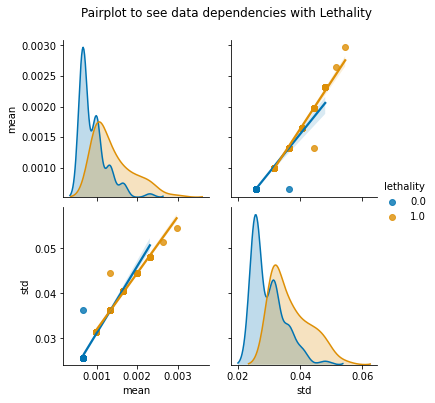 Pairplot to see data dependencies with Lethality
0.0030
0.0025
0.0020
0.0015
0.0010
mean
lethality
0.0
1.0
0.05
0.04
0.03
std
0.001 0.002 0.003
mean
0.02 0.04 0.06
std